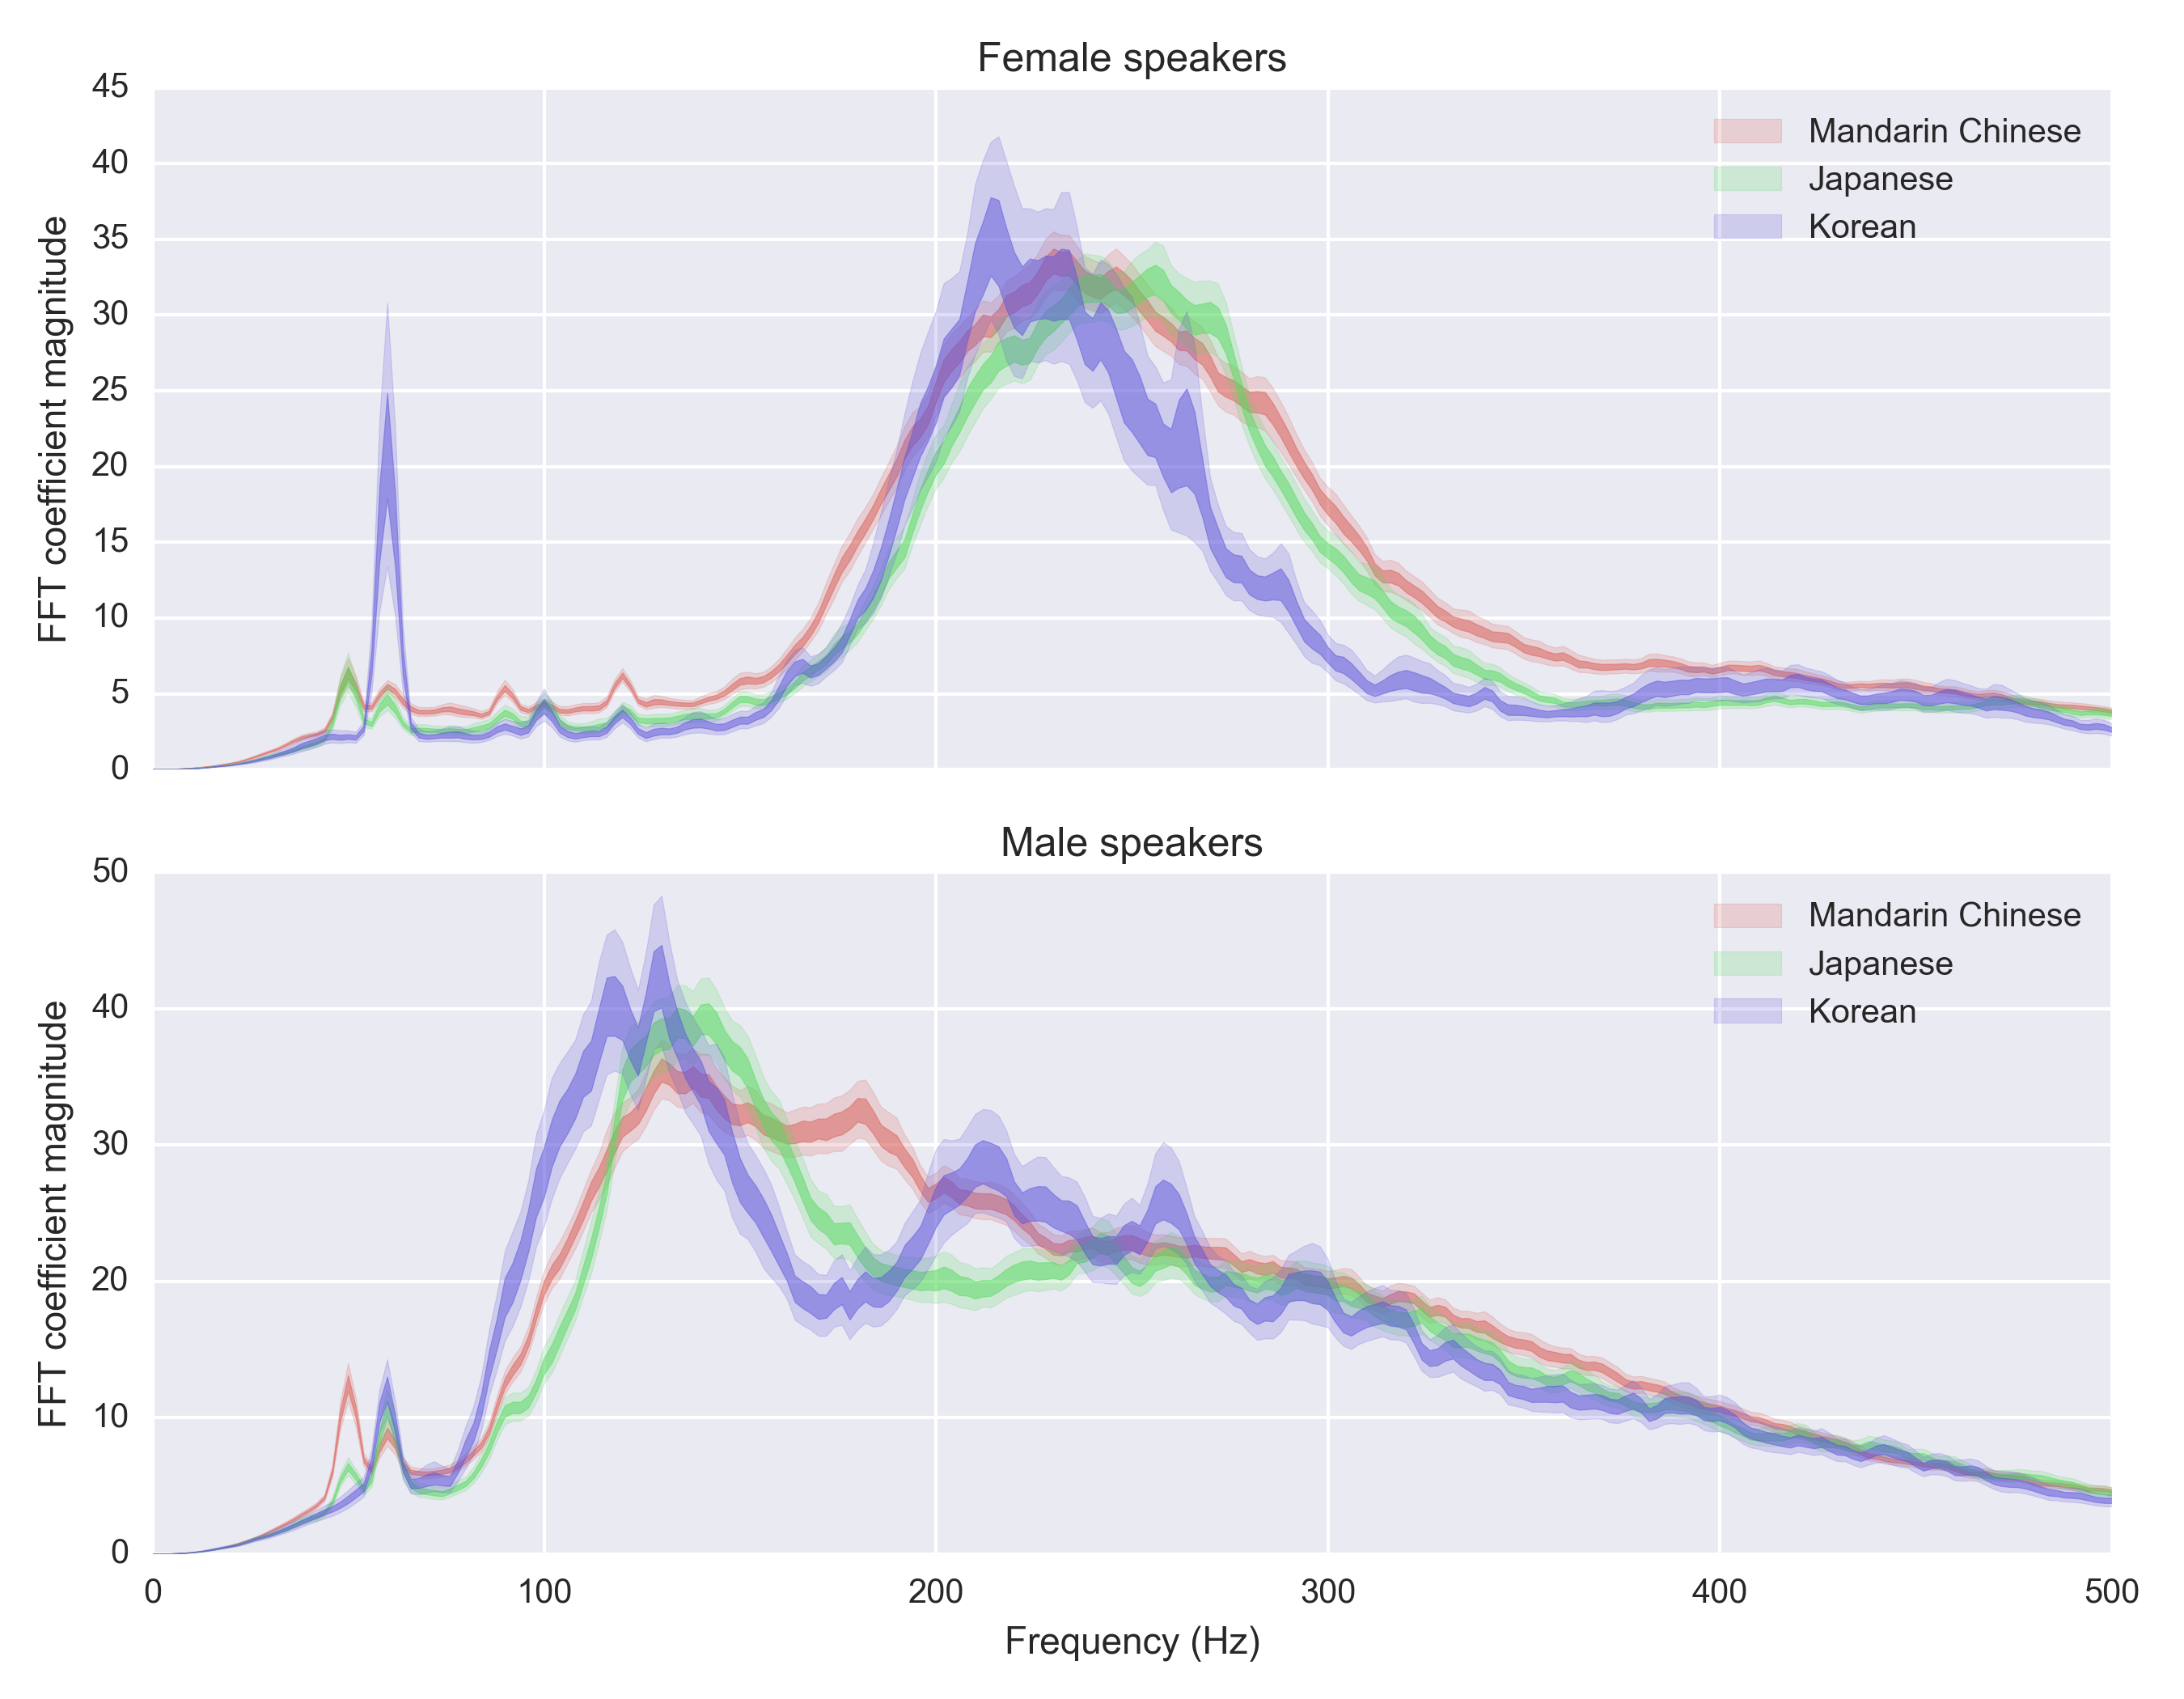 Female speakers
45
40
35
30
25
20
15
10
5
0
FFT coefficient magnitude
Mandarin Chinese
Japanese
Korean
Male speakers
50
40
30
20
10
0
FFT coefficient magnitude
Mandarin Chinese
Japanese
Korean
0 100 200 300 400 500
Frequency (Hz)